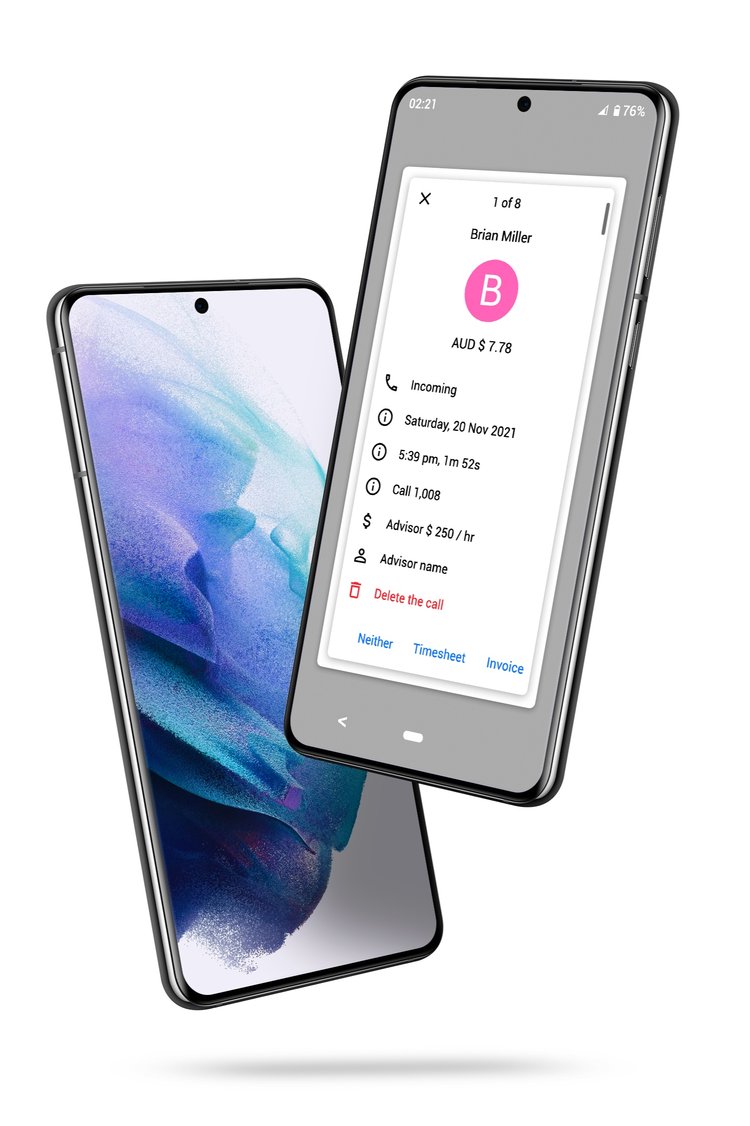 02:21
76%
1 of 8
Brian Miller
B
AUD $ 7.78
Incoming
Saturday, 20 Nov 2021
5:39 pm, 1m 52s
Call 1,008
Advisor $ 250 / hr
Advisor name
Delete the call
Neither Timesheet Invoice